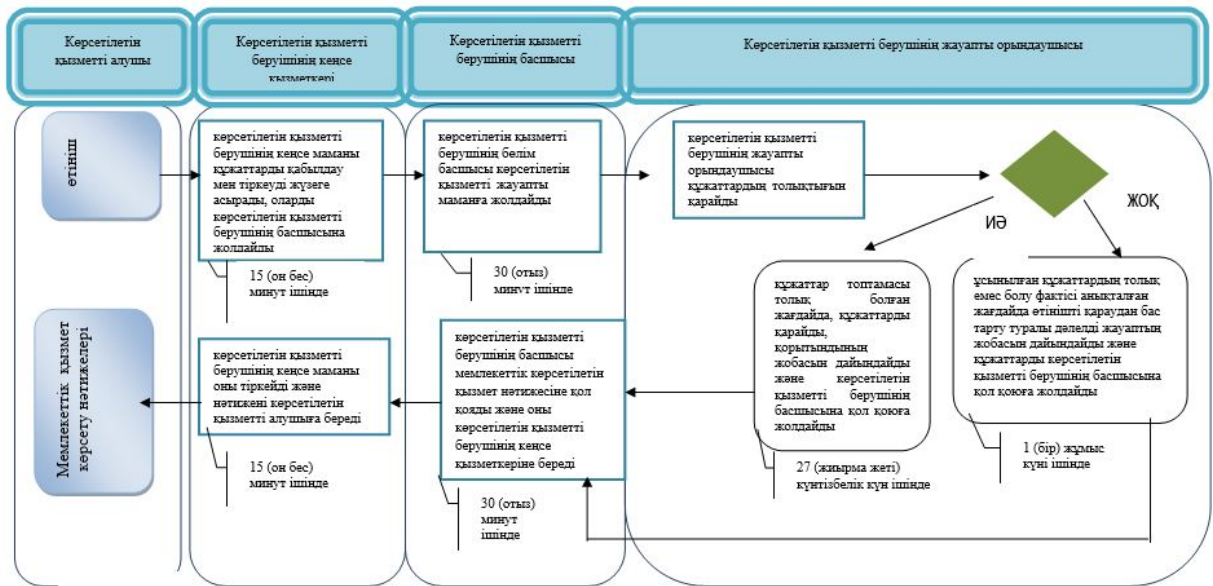 Көрсетілетін
қызметті алушы
Көрсетілетін қызметті
беруішінің кеңсе
қызметкері
Көрсетілетін қызметті
берушінің басшысы
Көрсетілетін қызметті берушінің жауапты орындаушысы
өтініш
көрсетілетін қызметті
берушінің кеңсе маманы
құжаттарды қабылдау
мен тіркеуді жүзеге
асырады, оларды
көрсетілетін қызметті
берушінің басшысына
жолдайды
15 (он бес)
минут ішінде
көрсетілетін қызметті
берушінің бөлім
басшысы көрсетілетін
қызметті жауапты
маманға жолдайды
30 (отыз)
минут ішінде
көрсетілетін қызметті
берушінің жауапты
орындаушысы
құжаттардың толықтығын
қарайды
ИӘ
ЖОҚ
құжаттар топтамасы
толық болған
жағдайда, құжаттарды
қарайды,
қорытындының
жобасын дайындайды
және көрсетілетін
қызметті берушінің
басшысына қол қоюға
жолдайды
27 (жиырма жеті)
күнтізбелік күн ішінде
ұсынылған құжаттардың толық
емес болу фактісі анықталған
жағдайда өтінішті қараудан бас
тарту туралы дәлелді жауаптың
жобасын дайындайды және
құжаттарды көрсетілетін
қызметті берушінің басшысына
қол қоюға жолдайды
1 (бір) жұмыс
күні ішінде
көрсетілетін қызметті
берушінің басшысы
мемлекеттік көрсетілетін
қызмет нәтижесіне қол
қояды және оны
көрсетілетін қызметті
берушінің кеңсе
қызметкеріне береді
30 (отыз)
минут
ішінде
көрсетілетін қызметті
берушінің кеңсе маманы
оны тіркейді және
нәтижені көрсетілетін
қызметті алушыға береді
15 (он бес)
минут ішінде
Мемлекеттік қызмет
көрсету нәтижелері